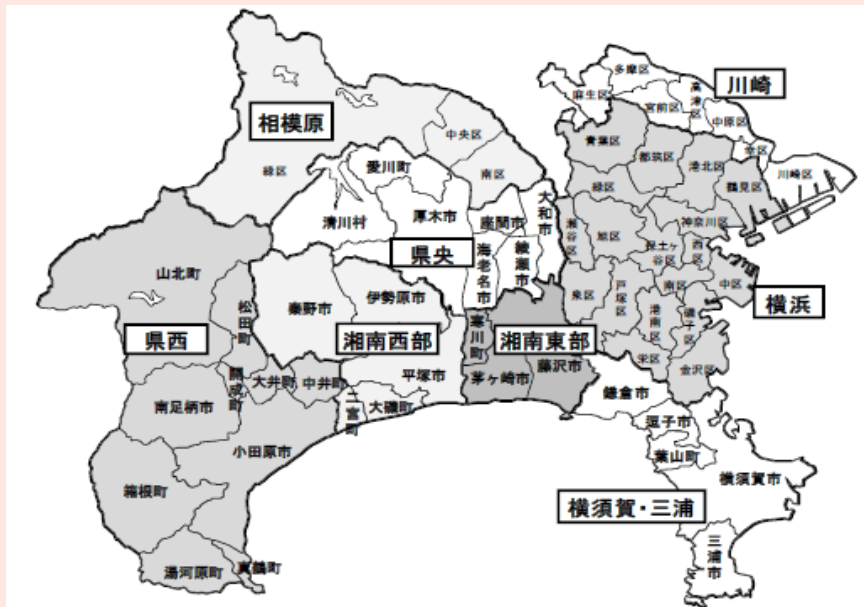 川崎
多摩区
麻生区
宮前区
高津区
中原区
幸区
川崎区
相模原
緑区
中央区
南区
横浜
青葉区
都筑区
港北区
鶴見区
緑区
神奈川区
瀬谷区
旭区
保土ヶ谷区
西区
中区
泉区
戸塚区
南区
港南区
磯子区
栄区
金沢区
県央
愛川町
清川村
厚木市
座間市
大和市
海老名市
綾瀬市
県西
山北町
松田町
開成町
大井町
中井町
南足柄市
小田原市
箱根町
湯河原町
真鶴町
湘南西部
秦野市
伊勢原市
平塚市
大磯町
二宮町
湘南東部
寒川町
茅ヶ崎市
藤沢市
横須賀・三浦
鎌倉市
逗子市
葉山町
横須賀市
三浦市